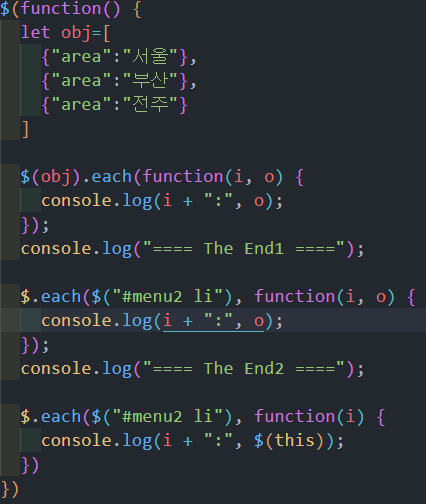 $(function() {
let obj=[
{"area":"서울"},
{"area":"부산"},
{"area":"전주"}
]
$(obj).each(function(i, o) {
console.log(i + ":", o);
});
console.log("==== The End1 ====");
$.each($("#menu2 li"), function(i, o) {
console.log(i + ":", o);
});
console.log("==== The End2 ====");
$.each($("#menu2 li"), function(i) {
console.log(i + ":", $(this));
})
})